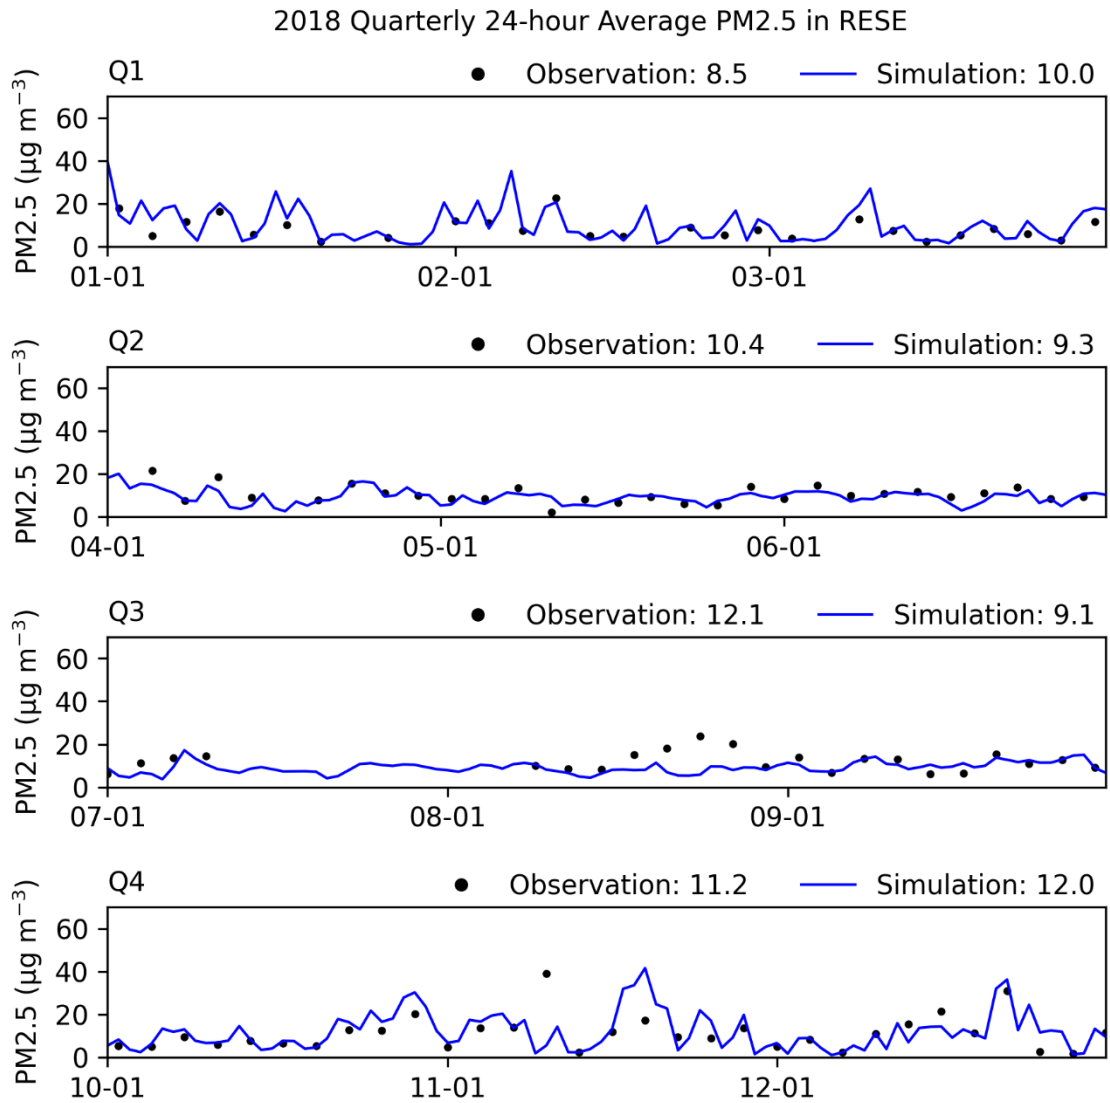 2018 Quarterly 24-hour Average PM2.5 in RESE
Q1 Observation: 8.5 Simulation: 10.0
PM2.5 (μg m⁻³)
60
40
20
0
01-01 02-01 03-01
Q2 Observation: 10.4 Simulation: 9.3
PM2.5 (μg m⁻³)
60
40
20
0
04-01 05-01 06-01
Q3 Observation: 12.1 Simulation: 9.1
PM2.5 (μg m⁻³)
60
40
20
0
07-01 08-01 09-01
Q4 Observation: 11.2 Simulation: 12.0
PM2.5 (μg m⁻³)
60
40
20
0
10-01 11-01 12-01